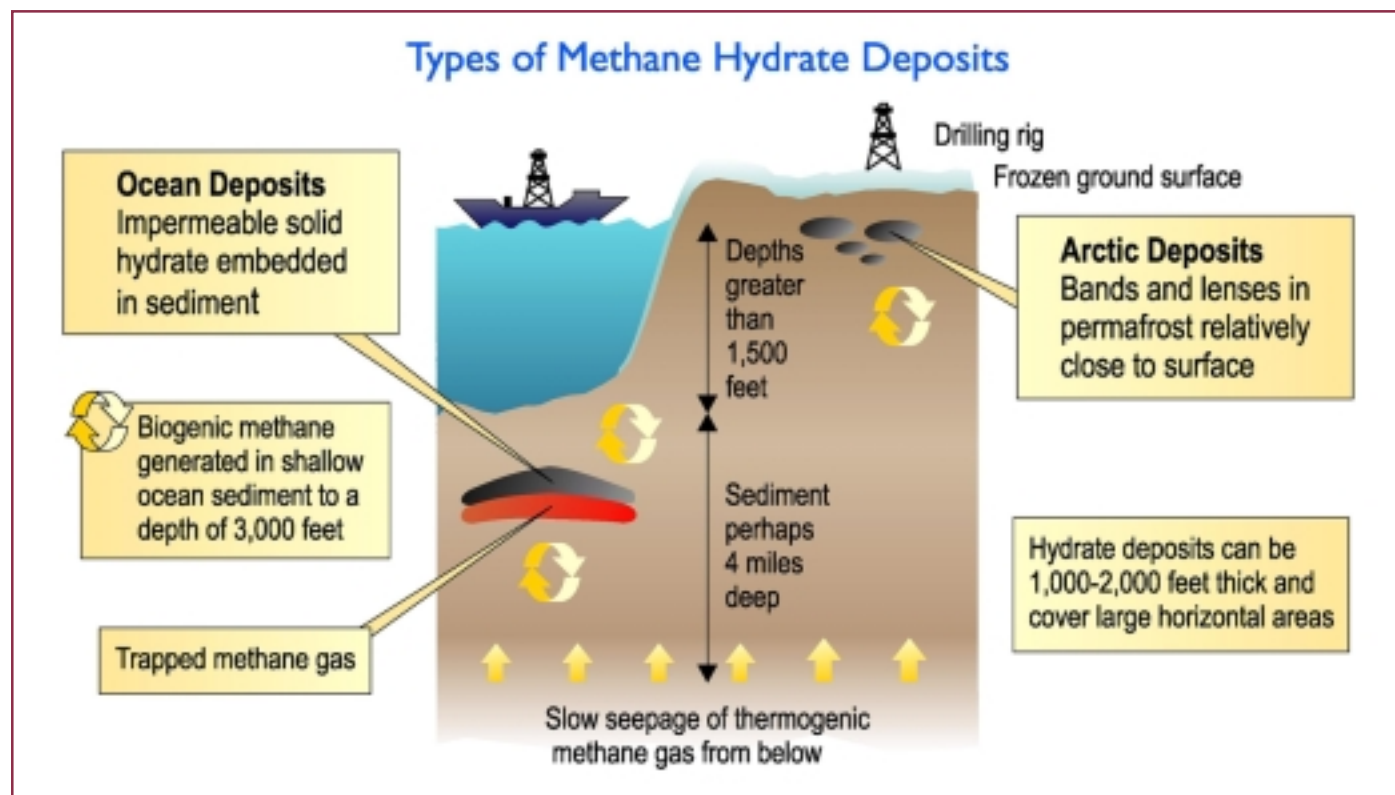 Types of Methane Hydrate Deposits
Drilling rig
Frozen ground surface
Ocean Deposits
Impermeable solid
hydrate embedded
in sediment
Depths
greater
than
1,500
feet
Arctic Deposits
Bands and lenses in
permafrost relatively
close to surface
Biogenic methane
generated in shallow
ocean sediment to a
depth of 3,000 feet
Sediment
perhaps
4 miles
deep
Hydrate deposits can be
1,000-2,000 feet thick and
cover large horizontal areas
Trapped methane gas
Slow seepage of thermogenic
methane gas from below